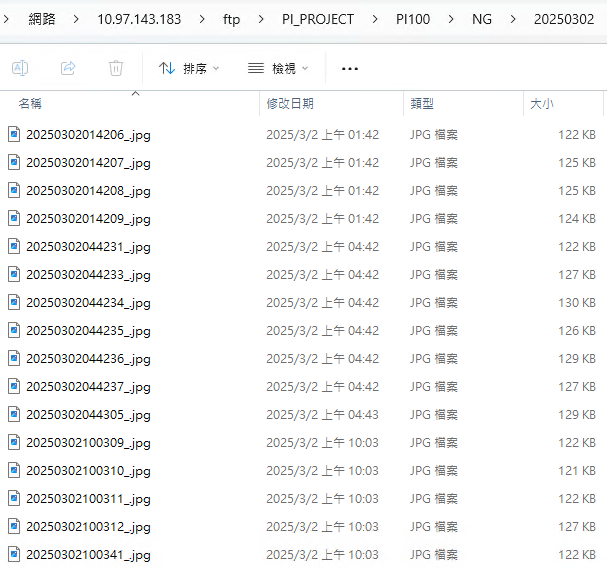 網路 > 10.97.143.183 > ftp > PI_PROJECT > PI100 > NG > 20250302
排序 檢視 ...
名稱 修改日期 類型 大小
20250302014206_.jpg 2025/3/2 上午 01:42 JPG 檔案 122 KB
20250302014207_.jpg 2025/3/2 上午 01:42 JPG 檔案 125 KB
20250302014208_.jpg 2025/3/2 上午 01:42 JPG 檔案 125 KB
20250302014209_.jpg 2025/3/2 上午 01:42 JPG 檔案 124 KB
20250302044231_.jpg 2025/3/2 上午 04:42 JPG 檔案 122 KB
20250302044233_.jpg 2025/3/2 上午 04:42 JPG 檔案 127 KB
20250302044234_.jpg 2025/3/2 上午 04:42 JPG 檔案 130 KB
20250302044235_.jpg 2025/3/2 上午 04:42 JPG 檔案 126 KB
20250302044236_.jpg 2025/3/2 上午 04:42 JPG 檔案 129 KB
20250302044237_.jpg 2025/3/2 上午 04:42 JPG 檔案 127 KB
20250302044305_.jpg 2025/3/2 上午 04:43 JPG 檔案 129 KB
20250302100309_.jpg 2025/3/2 上午 10:03 JPG 檔案 122 KB
20250302100310_.jpg 2025/3/2 上午 10:03 JPG 檔案 121 KB
20250302100311_.jpg 2025/3/2 上午 10:03 JPG 檔案 122 KB
20250302100312_.jpg 2025/3/2 上午 10:03 JPG 檔案 127 KB
20250302100341_.jpg 2025/3/2 上午 10:03 JPG 檔案 122 KB